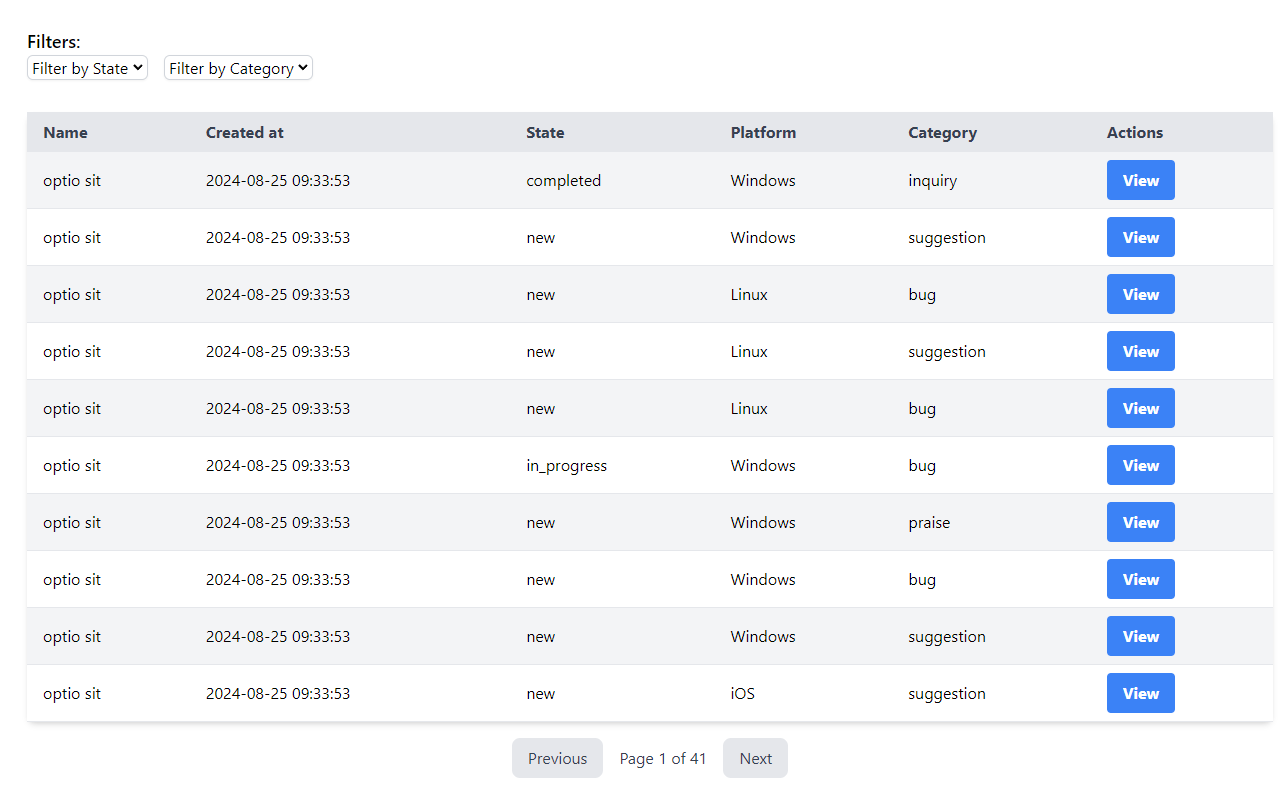 Filters:
Filter by State Filter by Category
Name Created at State Platform Category Actions
optio sit 2024-08-25 09:33:53 completed Windows inquiry View
optio sit 2024-08-25 09:33:53 new Windows suggestion View
optio sit 2024-08-25 09:33:53 new Linux bug View
optio sit 2024-08-25 09:33:53 new Linux suggestion View
optio sit 2024-08-25 09:33:53 new Linux bug View
optio sit 2024-08-25 09:33:53 in_progress Windows bug View
optio sit 2024-08-25 09:33:53 new Windows praise View
optio sit 2024-08-25 09:33:53 new Windows bug View
optio sit 2024-08-25 09:33:53 new Windows suggestion View
optio sit 2024-08-25 09:33:53 new iOS suggestion View
Previous Page 1 of 41 Next